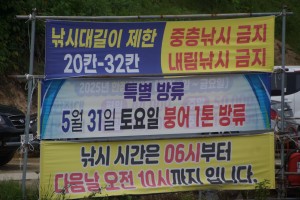 낚시대길이 제한
20칸-32칸
중층낚시 금지
내림낚시 금지
특별 방류
5월 31일 토요일 붕어 1톤 방류
낚시 시간은 06시부터
다음날 오전 10시까지 입니다.